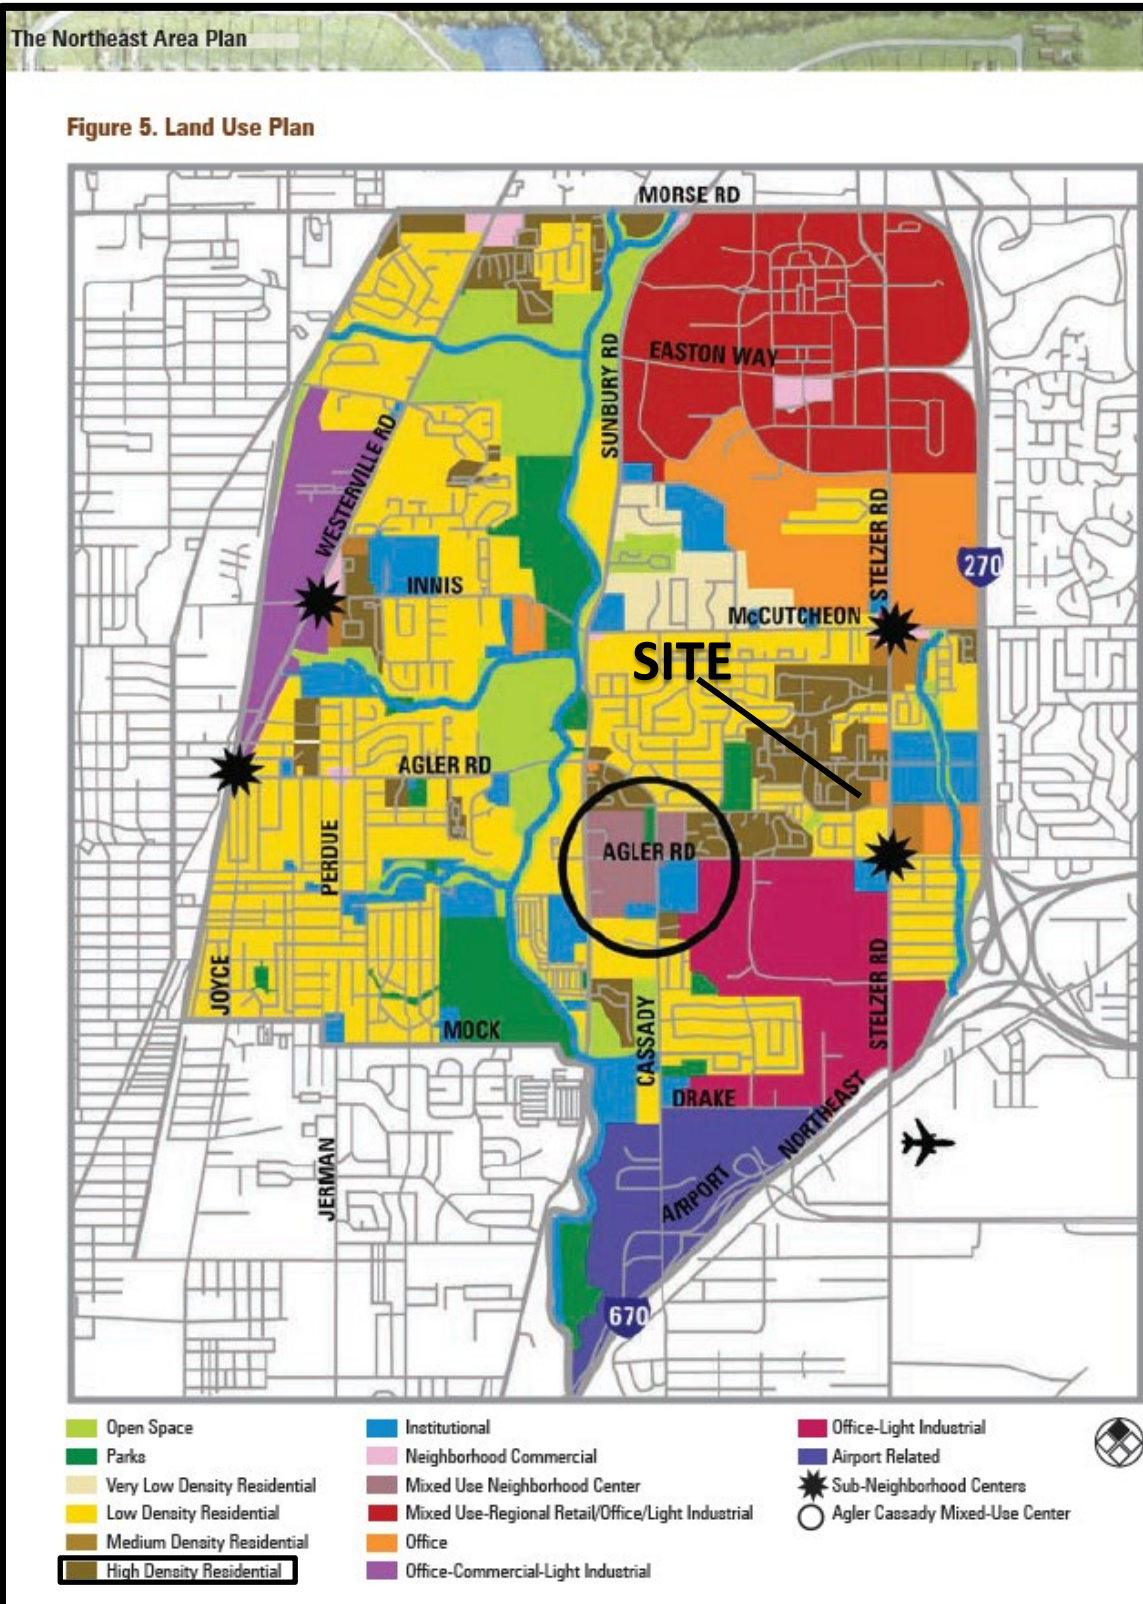 The Northeast Area Plan
Figure 5. Land Use Plan
MORSE RD
SUNBURY RD
EASTON WAY
WESTERVILLE RD
STELZER RD
270
INNIS
McCUTCHEON
SITE
AGLER RD
PERDUE
AGLER RD
JOYCE
STELZER RD
CASSADY
MOCK
DRAKE
NORTHEAST
AIRPORT
JERMAN
670
Open Space
Parks
Very Low Density Residential
Low Density Residential
Medium Density Residential
High Density Residential
Institutional
Neighborhood Commercial
Mixed Use Neighborhood Center
Mixed Use-Regional Retail/Office/Light Industrial
Office
Office-Commercial-Light Industrial
Office-Light Industrial
Airport Related
Sub-Neighborhood Centers
Agler Cassady Mixed-Use Center